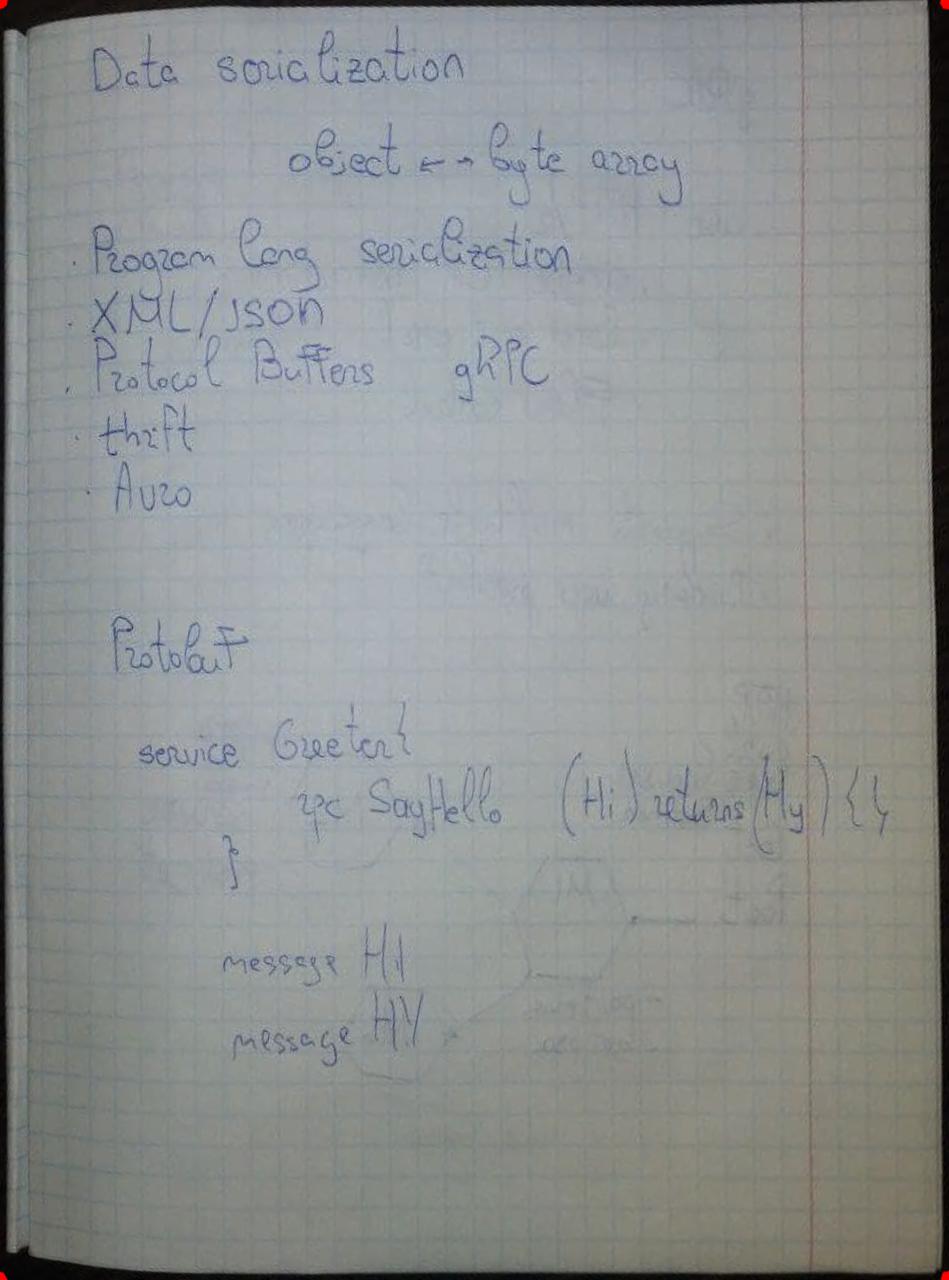 Data serialization
object ←→ byte array
· Program lang serialization
· XML/JSON
· Protocol Buffers gRPC
· thrift
· Avro
Protobuf
service Greeter{
rpc SayHello (Hi) returns (Hy) {}
}
message Hi
message HY